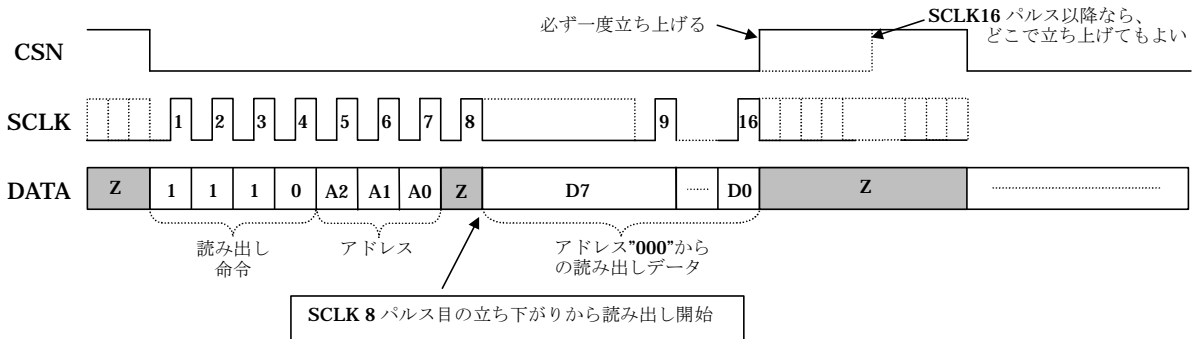 必ず一度立ち上げる
SCLK16 パルス以降なら、
どこで立ち上げてもよい
CSN
SCLK 1 2 3 4 5 6 7 8 9 16
DATA Z 1 1 1 0 A2 A1 A0 Z D7 ...... D0 Z
読み出し
命令
アドレス
アドレス"000"から
の読み出しデータ
SCLK 8 パルス目の立ち下がりから読み出し開始